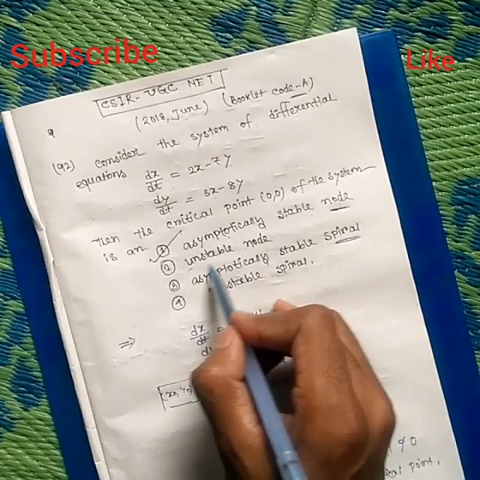 Subscribe
Like
CSIR-UGC NET
(2018, June) (Booklet code-A)
(92) Consider the system of differential
equations dx/dt = 2x-7y
dy/dt = 3x-8y
Then the critical point (0,0) of the system
is an ① asymptotically stable node
② unstable node
③ asymptotically stable spiral
④ unstable spiral.
⇒ dx/dt =